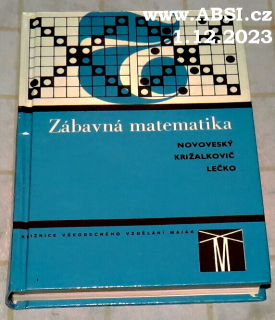 www.ABSI.cz
1.12.2023
Zábavná matematika
NOVOVESKÝ
KRIŽALKOVIČ
LEČKO
KNIŽNICE VŠEOBECNÉHO VZDĚLÁNÍ MAJÁK
M